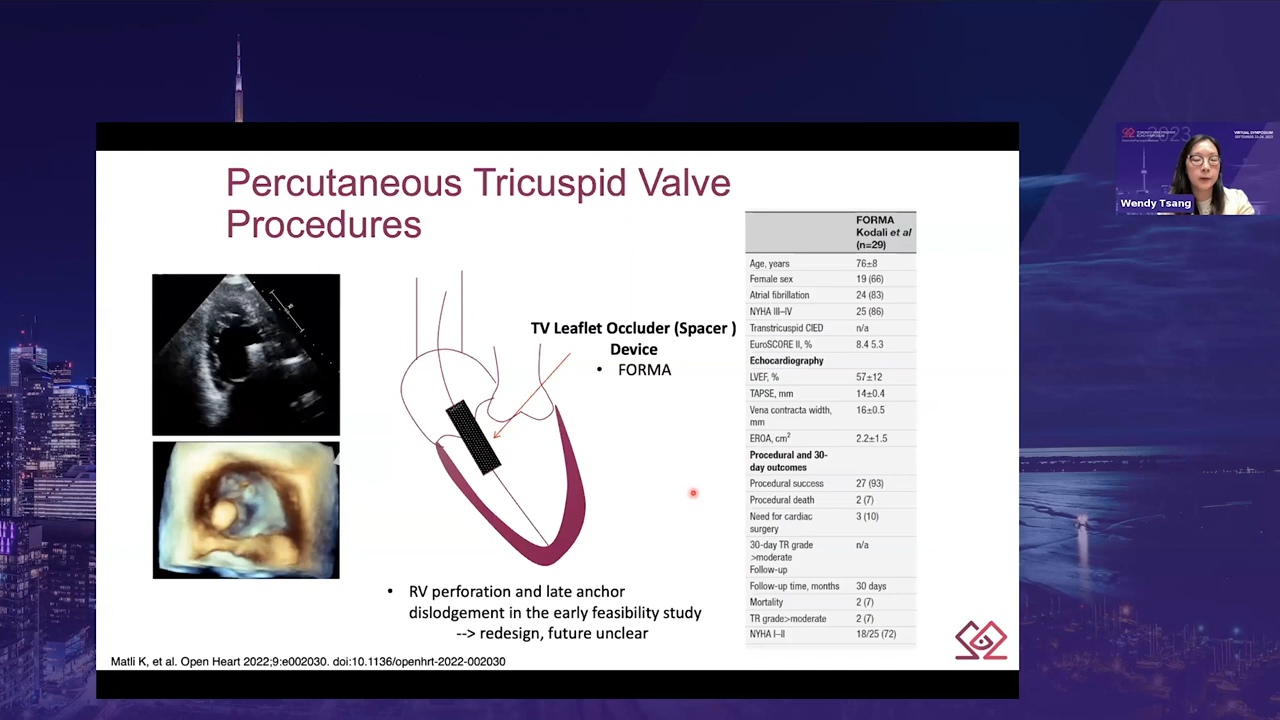 Percutaneous Tricuspid Valve
Procedures
TV Leaflet Occluder (Spacer )
Device
• FORMA
• RV perforation and late anchor
dislodgement in the early feasibility study
--> redesign, future unclear
Matli K, et al. Open Heart 2022;9:e002030. doi:10.1136/openhrt-2022-002030
FORMA
Kodali et al
(n=29)
Age, years 76±8
Female sex 19 (66)
Atrial fibrillation 24 (83)
NYHA III–IV 25 (86)
Transtricuspid CIED n/a
EuroSCORE II, % 8.4 5.3
Echocardiography
LVEF, % 57±12
TAPSE, mm 14±0.4
Vena contracta width, 16±0.5
mm
EROA, cm² 2.2±1.5
Procedural and 30-
day outcomes
Procedural success 27 (93)
Procedural death 2 (7)
Need for cardiac 3 (10)
surgery
30-day TR grade n/a
>moderate
Follow-up
Follow-up time, months 30 days
Mortality 2 (7)
TR grade>moderate 2 (7)
NYHA I–II 18/25 (72)
2023
VIRTUAL SYMPOSIUM
Wendy Tsang